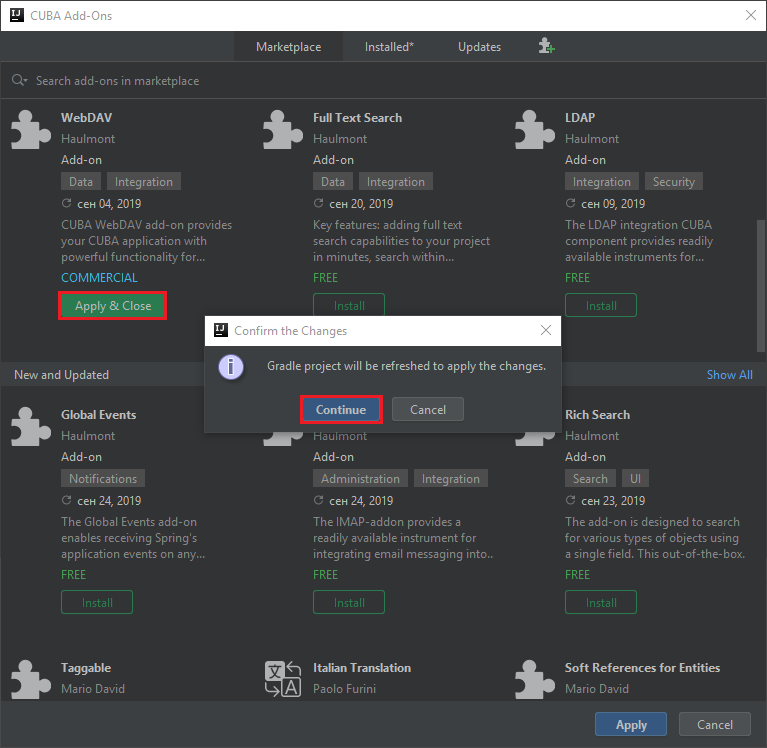 CUBA Add-Ons
Marketplace
Installed*
Updates
Search add-ons in marketplace
WebDAV
Haulmont
Add-on
Data
Integration
сен 04, 2019
CUBA WebDAV add-on provides
your CUBA application with
powerful functionality for...
COMMERCIAL
Apply & Close
Full Text Search
Haulmont
Add-on
Data
Integration
сен 20, 2019
Key features: adding full text
search capabilities to your project
in minutes, search within...
FREE
Install
LDAP
Haulmont
Add-on
Integration
Security
сен 09, 2019
The LDAP integration CUBA
component provides readily
available instruments for...
FREE
Install
Confirm the Changes
Gradle project will be refreshed to apply the changes.
Continue
Cancel
New and Updated
Show All
Global Events
Haulmont
Add-on
Notifications
сен 24, 2019
The Global Events add-on
enables receiving Spring's
application events on any...
FREE
Install
Haulmont
Add-on
Administration
Integration
сен 24, 2019
The IMAP-addon provides a
readily available instrument for
integrating email messaging into..
FREE
Install
Rich Search
Haulmont
Add-on
Search
UI
сен 23, 2019
The add-on is designed to search
for various types of objects using
a single field. This out-of-the-box.
FREE
Install
Taggable
Mario David
Italian Translation
Paolo Furini
Soft References for Entities
Mario David
Apply
Cancel